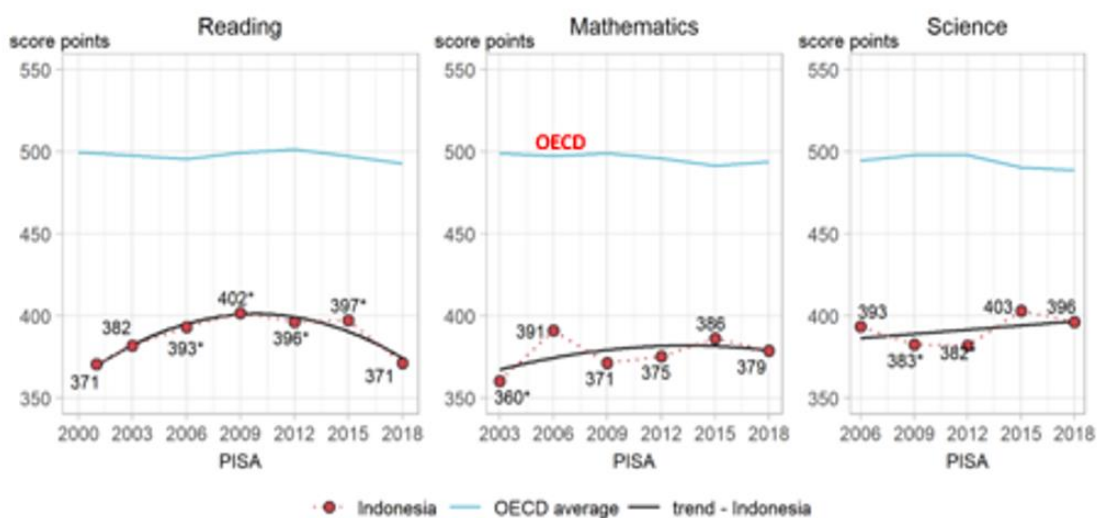 Reading
score points
550
500
450
400
350
371
382
393*
402*
396*
397*
371
2000 2003 2006 2009 2012 2015 2018
PISA
Mathematics
score points
550
500
450
400
350
OECD
360*
391
371
375
386
379
2003 2006 2009 2012 2015 2018
PISA
Science
score points
550
500
450
400
350
393
383*
382*
403
396
2006 2009 2012 2015 2018
PISA
Indonesia OECD average trend - Indonesia